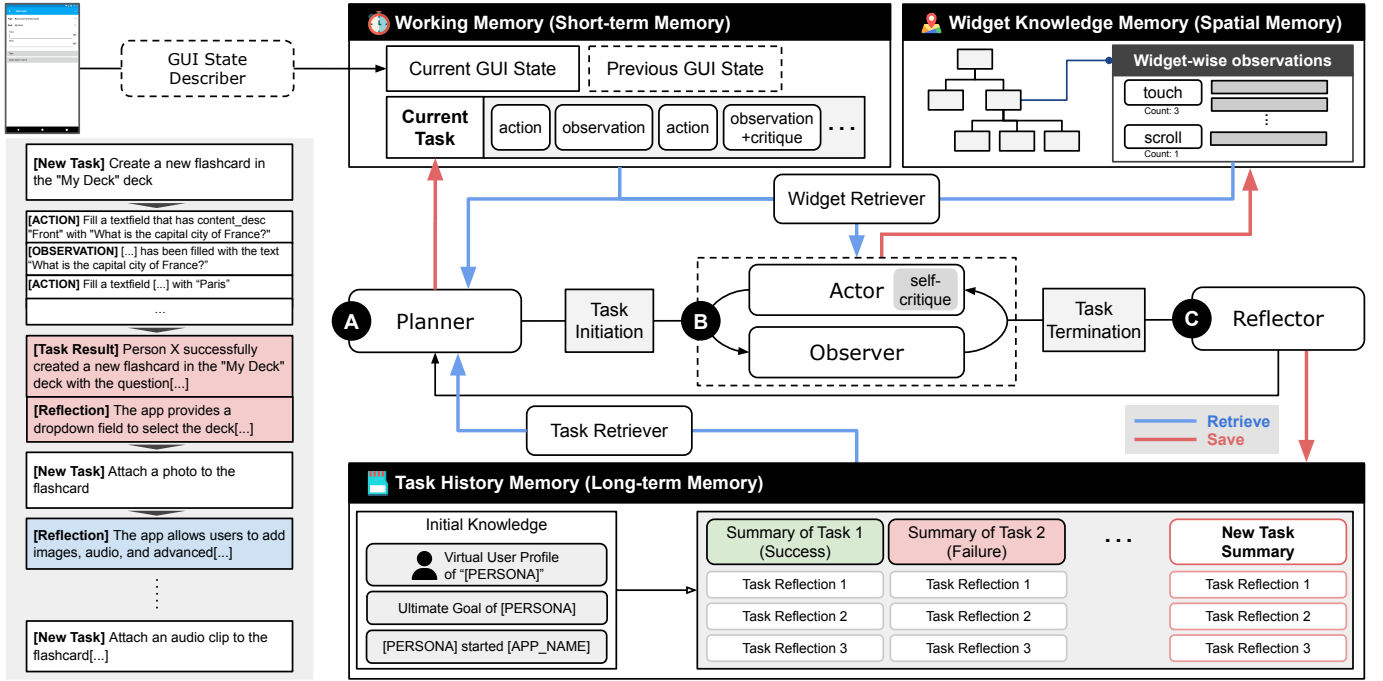 GUI State
Describer
Working Memory (Short-term Memory)
Current GUI State
Previous GUI State
Current
Task
action
observation
action
observation
+critique
...
Widget Knowledge Memory (Spatial Memory)
Widget-wise observations
touch
Count: 3
scroll
Count: 1
[New Task] Create a new flashcard in
the "My Deck" deck
[ACTION] Fill a textfield that has content_desc
"Front" with "What is the capital city of France?"
[OBSERVATION] [...] has been filled with the text
“What is the capital city of France?”
[ACTION] Fill a textfield [...] with “Paris”
...
[Task Result] Person X successfully
created a new flashcard in the "My Deck"
deck with the question[...]
[Reflection] The app provides a
dropdown field to select the deck[...]
[New Task] Attach a photo to the
flashcard
[Reflection] The app allows users to add
images, audio, and advanced[...]
[New Task] Attach an audio clip to the
flashcard[...]
Widget Retriever
A
Planner
Task
Initiation
B
Actor
self-
critique
Observer
Task
Termination
C
Reflector
Task Retriever
Retrieve
Save
Task History Memory (Long-term Memory)
Initial Knowledge
Virtual User Profile
of “[PERSONA]”
Ultimate Goal of [PERSONA]
[PERSONA] started [APP_NAME]
Summary of Task 1
(Success)
Task Reflection 1
Task Reflection 2
Task Reflection 3
Summary of Task 2
(Failure)
Task Reflection 1
Task Reflection 2
Task Reflection 3
...
New Task
Summary
Task Reflection 1
Task Reflection 2
Task Reflection 3